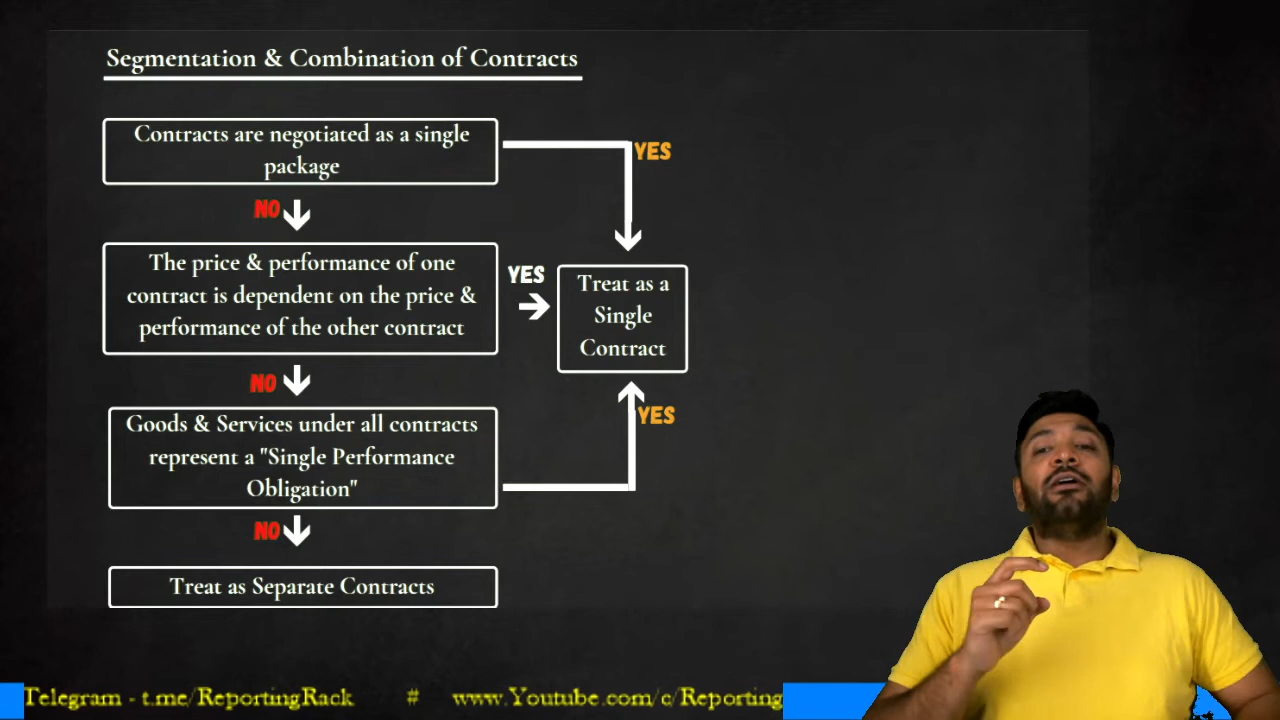 Segmentation & Combination of Contracts
Contracts are negotiated as a single
package
YES
NO
The price & performance of one
contract is dependent on the price &
performance of the other contract
YES
Treat as a
Single
Contract
NO
Goods & Services under all contracts
represent a "Single Performance
Obligation"
YES
NO
Treat as Separate Contracts
Telegram - t.me/ReportingRack # www.Youtube.com/c/Reporting